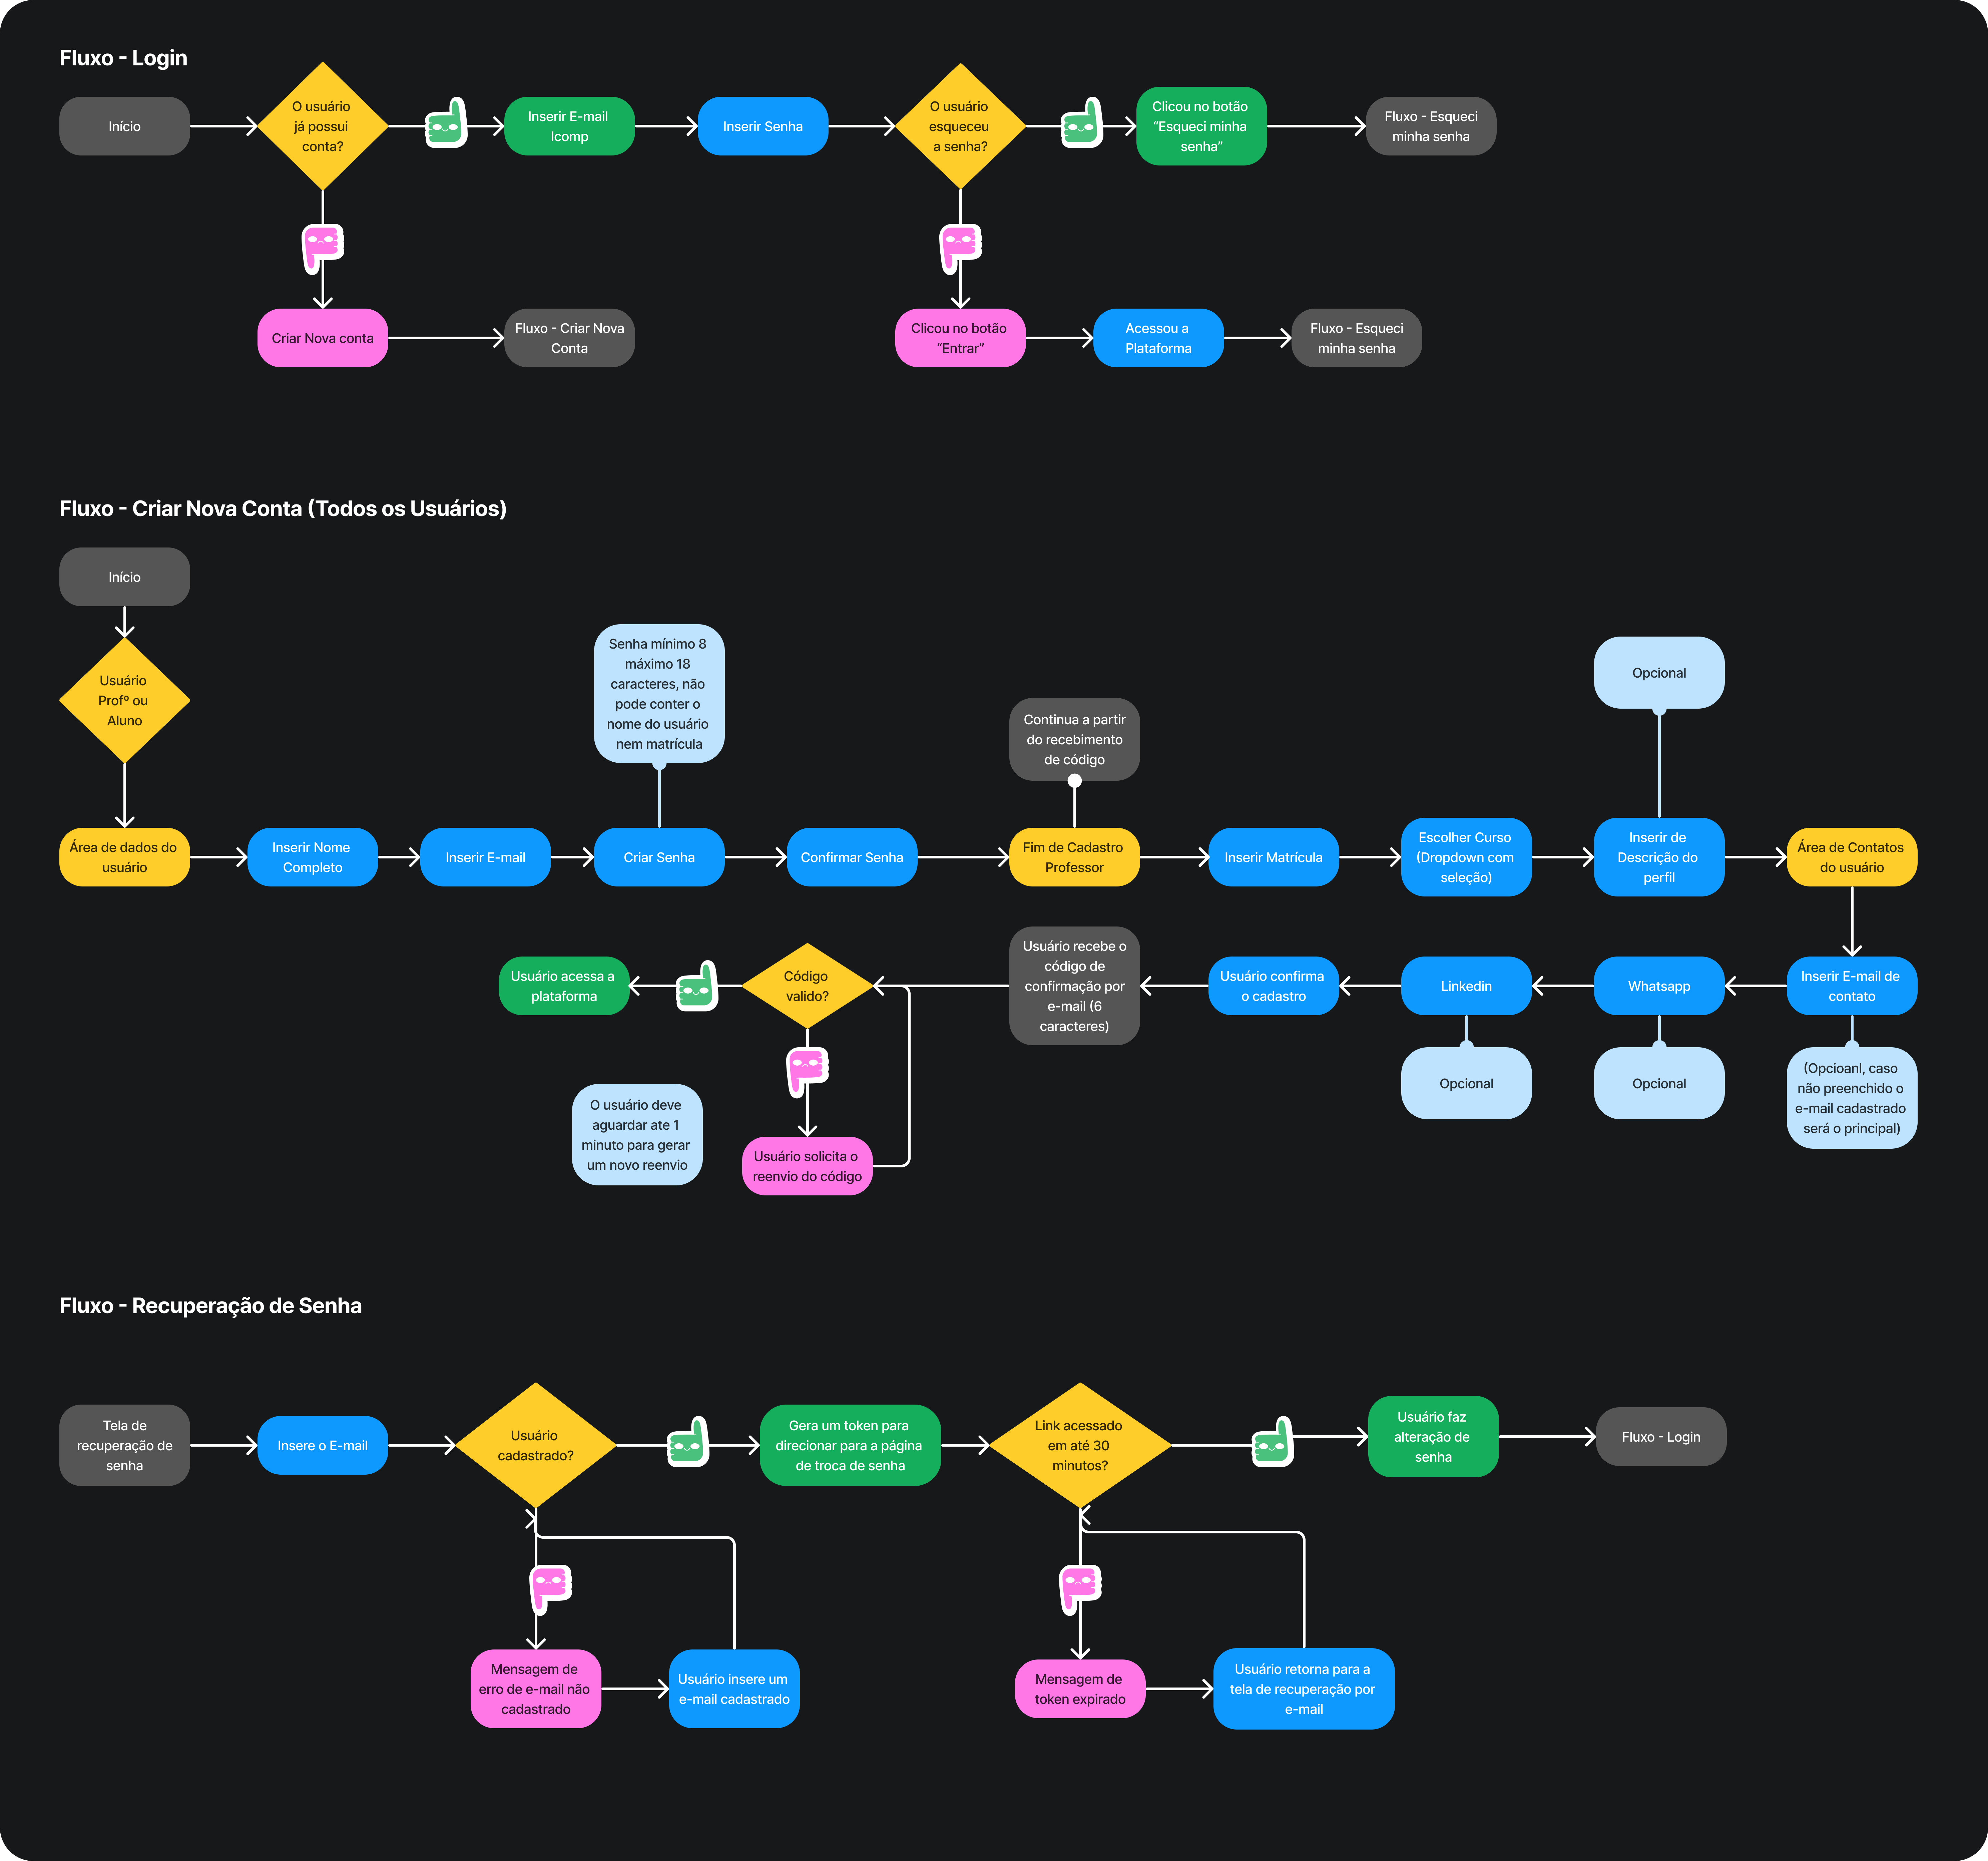 Fluxo - Login
Início
O usuário
já possui
conta?
Inserir E-mail
Icomp
Inserir Senha
O usuário
esqueceu
a senha?
Clicou no botão
“Esqueci minha
senha”
Fluxo - Esqueci
minha senha
Criar Nova conta
Fluxo - Criar Nova
Conta
Clicou no botão
“Entrar”
Acessou a
Plataforma
Fluxo - Esqueci
minha senha
Fluxo - Criar Nova Conta (Todos os Usuários)
Início
Usuário
Profº ou
Aluno
Senha mínimo 8
máximo 18
caracteres, não
pode conter o
nome do usuário
nem matrícula
Continua a partir
do recebimento
de código
Opcional
Área de dados do
usuário
Inserir Nome
Completo
Inserir E-mail
Criar Senha
Confirmar Senha
Fim de Cadastro
Professor
Inserir Matrícula
Escolher Curso
(Dropdown com
seleção)
Inserir de
Descrição do
perfil
Área de Contatos
do usuário
Usuário acessa a
plataforma
Código
valido?
Usuário recebe o
código de
confirmação por
e-mail (6
caracteres)
Usuário confirma
o cadastro
Linkedin
Whatsapp
Inserir E-mail de
contato
O usuário deve
aguardar ate 1
minuto para gerar
um novo reenvio
Usuário solicita o
reenvio do código
Opcional
Opcional
(Opcioanl, caso
não preenchido o
e-mail cadastrado
será o principal)
Fluxo - Recuperação de Senha
Tela de
recuperação de
senha
Insere o E-mail
Usuário
cadastrado?
Gera um token para
direcionar para a página
de troca de senha
Link acessado
em até 30
minutos?
Usuário faz
alteração de
senha
Fluxo - Login
Mensagem de
erro de e-mail não
cadastrado
Usuário insere um
e-mail cadastrado
Mensagem de
token expirado
Usuário retorna para a
tela de recuperação por
e-mail